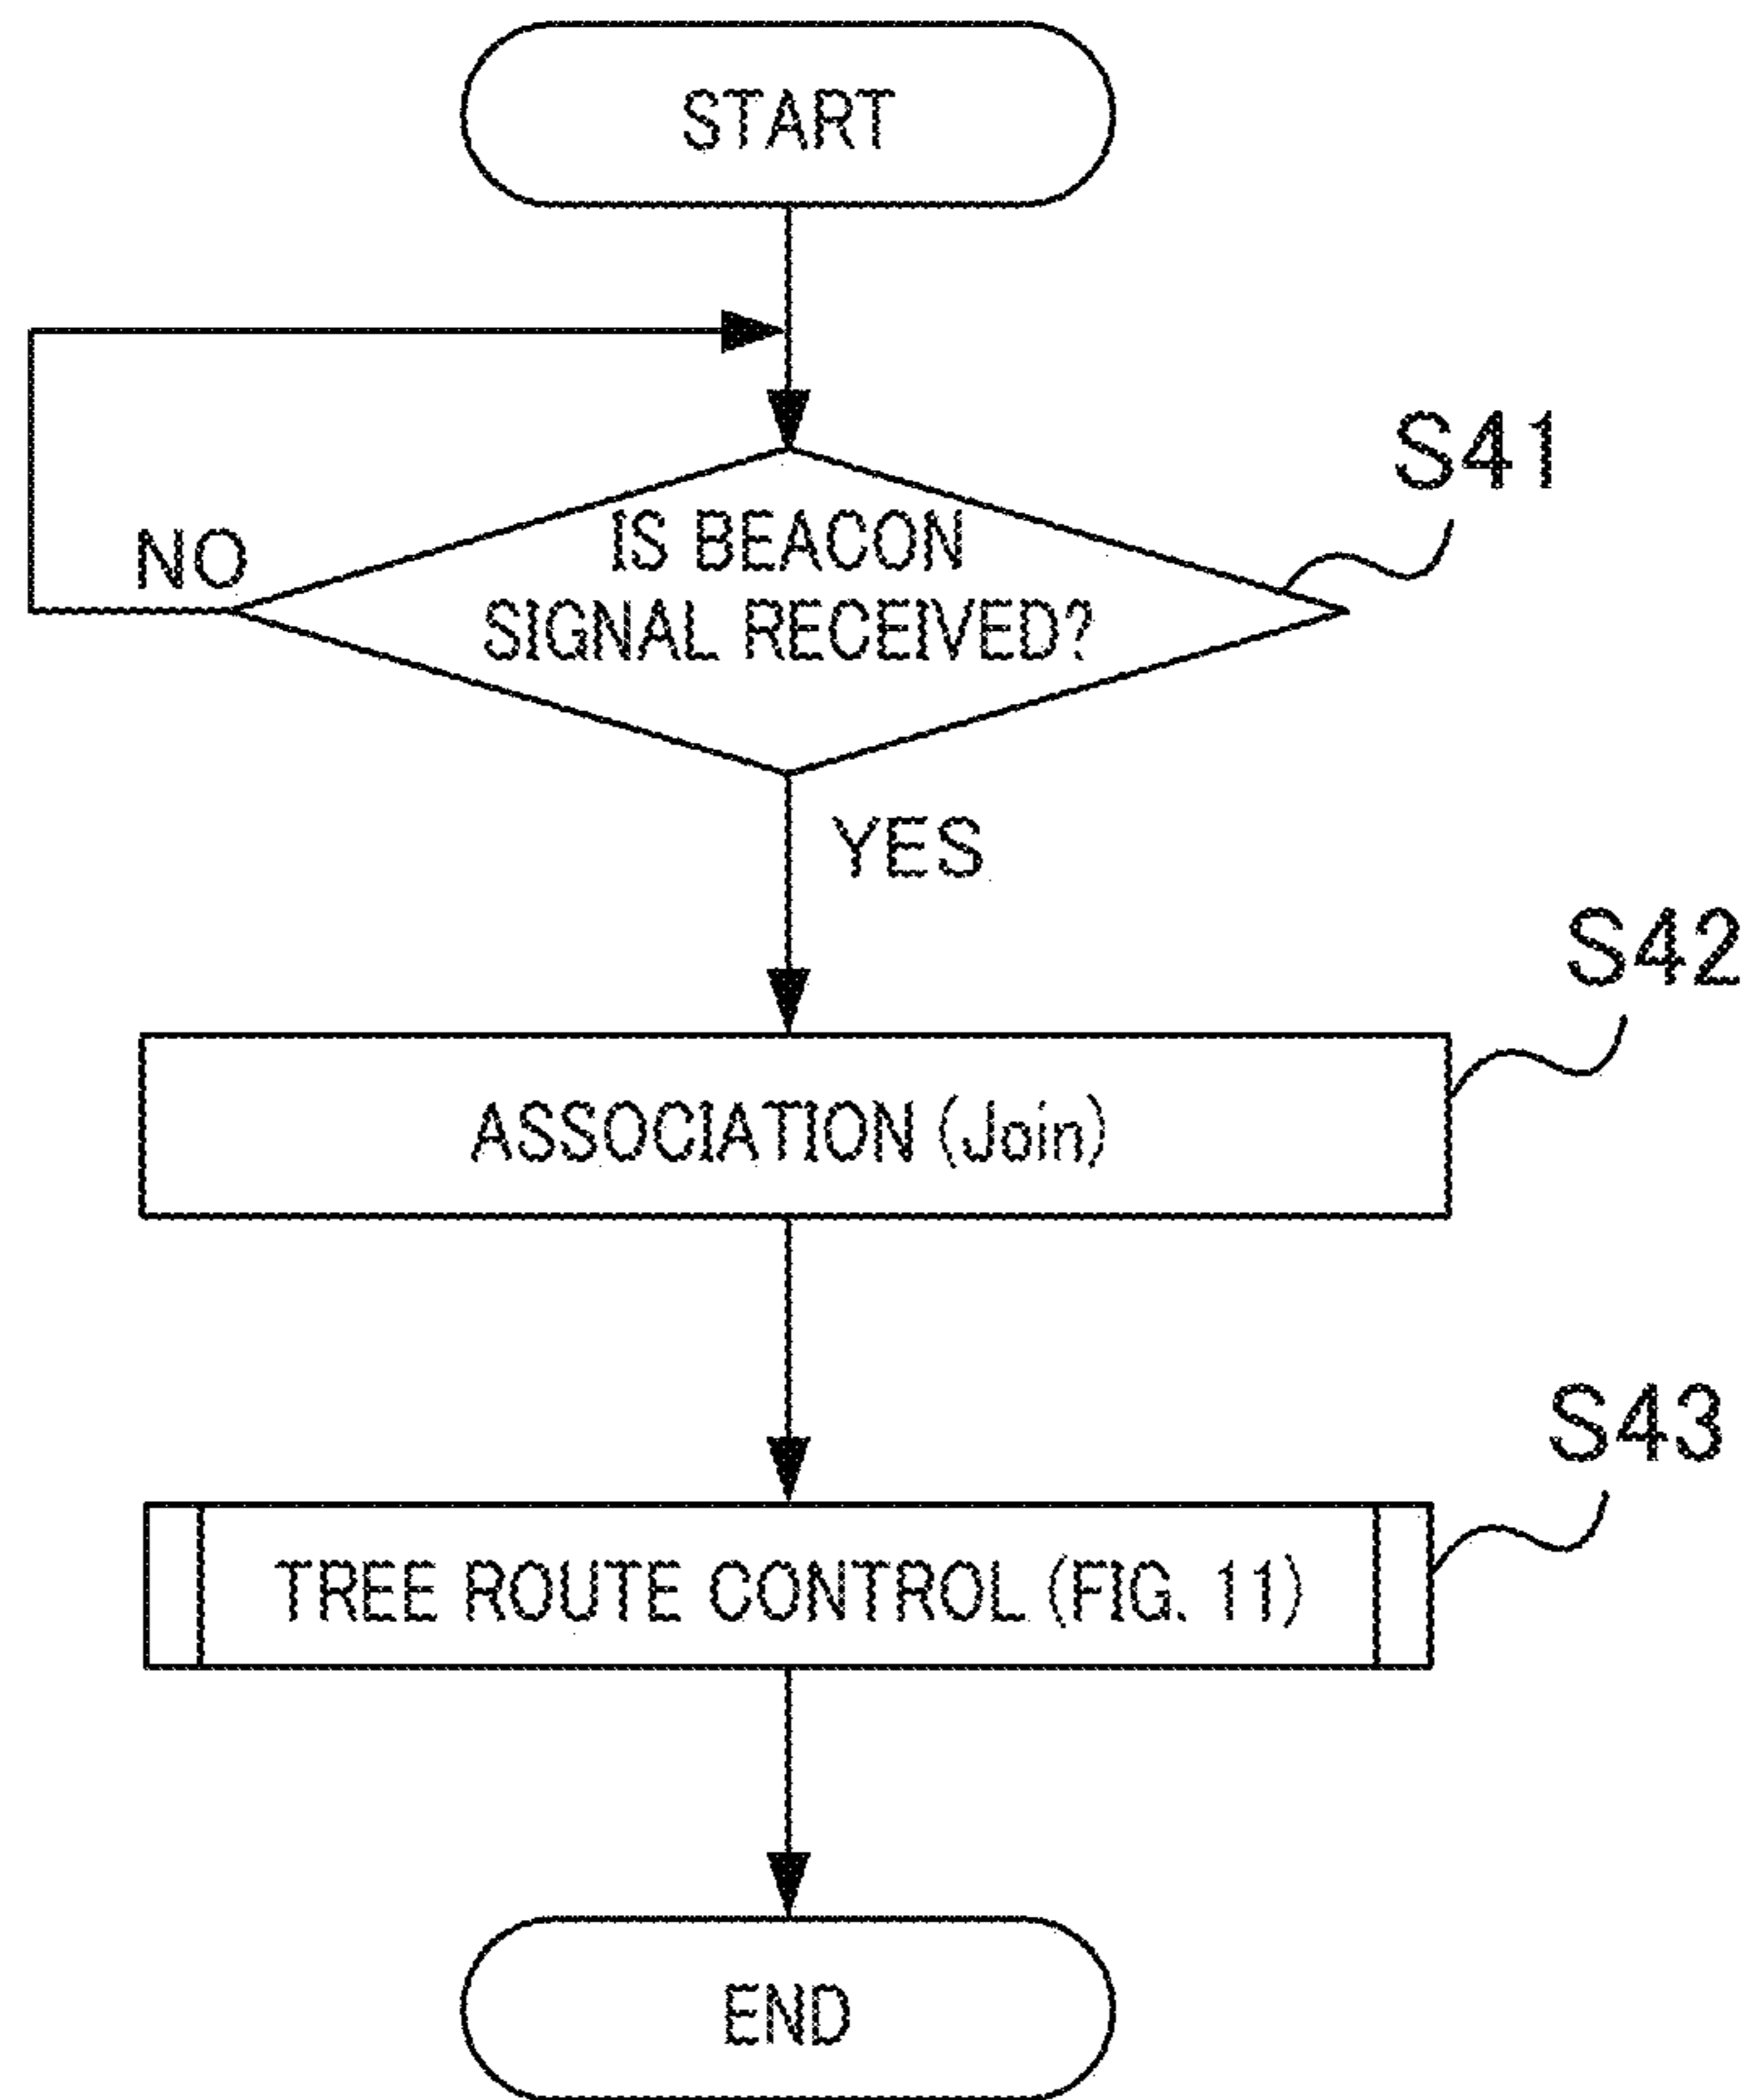 START
S41
IS BEACON
SIGNAL RECEIVED?
NO
YES
S42
ASSOCIATION (Join)
S43
TREE ROUTE CONTROL (FIG. 11)
END